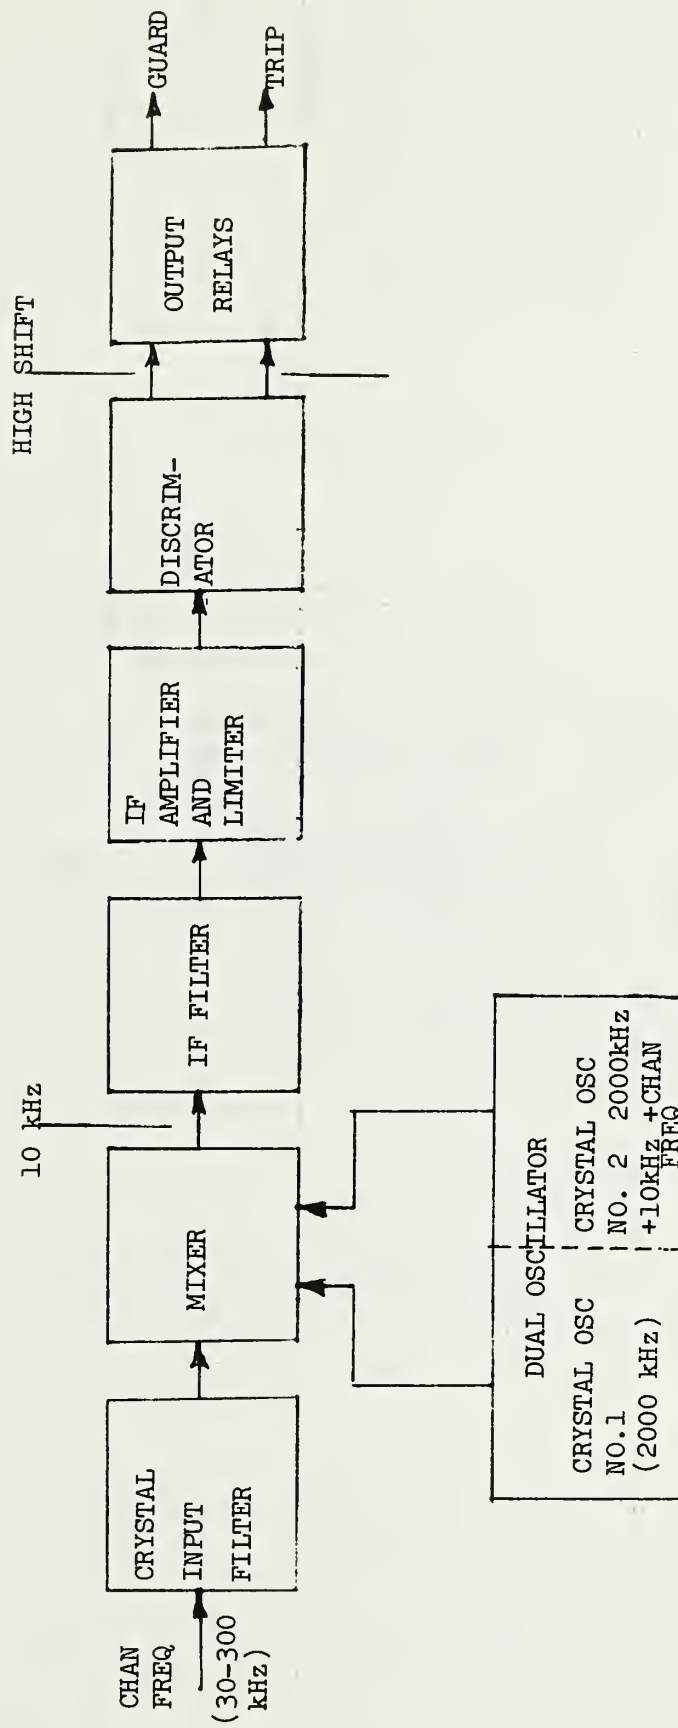 CHAN
FREQ
(30-300
kHz)
CRYSTAL
INPUT
FILTER
MIXER
10 kHz
IF FILTER
IF
AMPLIFIER
AND
LIMITER
DISCRIM-
ATOR
HIGH SHIFT
OUTPUT
RELAYS
GUARD
TRIP
DUAL OSCILLATOR
CRYSTAL OSC
NO.1
(2000 kHz)
CRYSTAL OSC
NO. 2 2000kHz
+10kHz +CHAN
FREQ